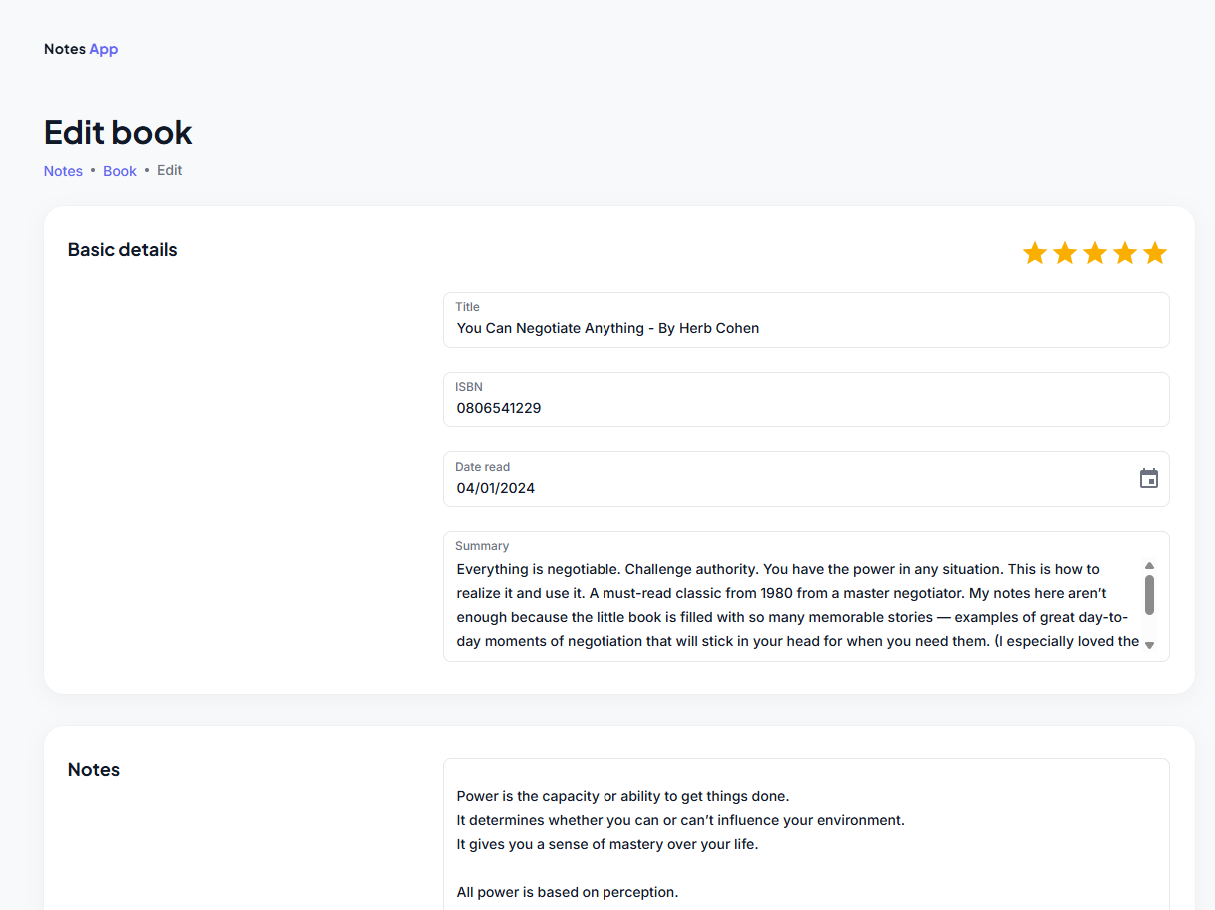 Notes App
Edit book
Notes • Book • Edit
Basic details
Title
You Can Negotiate Anything - By Herb Cohen
ISBN
0806541229
Date read
04/01/2024
Summary
Everything is negotiable. Challenge authority. You have the power in any situation. This is how to
realize it and use it. A must-read classic from 1980 from a master negotiator. My notes here aren’t
enough because the little book is filled with so many memorable stories — examples of great day-to-
day moments of negotiation that will stick in your head for when you need them. (I especially loved the
Notes
Power is the capacity or ability to get things done.
It determines whether you can or can’t influence your environment.
It gives you a sense of mastery over your life.
All power is based on perception.